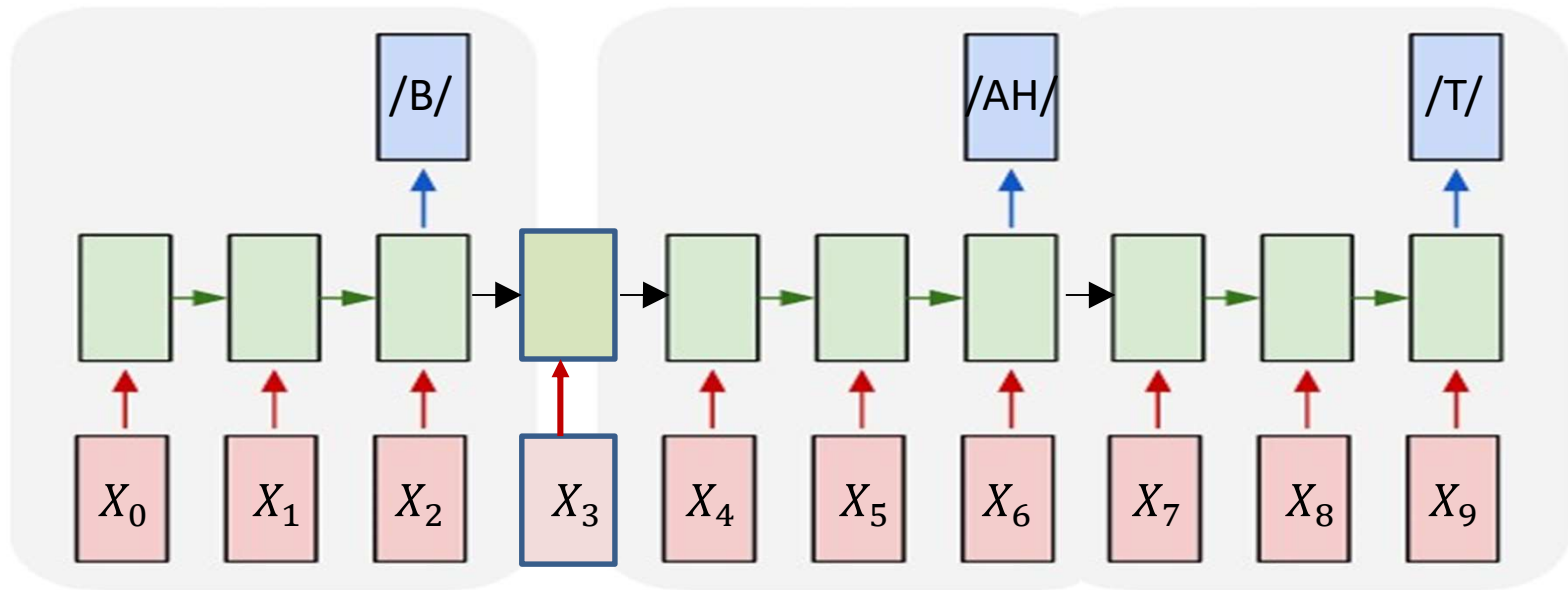 /B/ /AH/ /T/
X₀ X₁ X₂ X₃ X₄ X₅ X₆ X₇ X₈ X₉